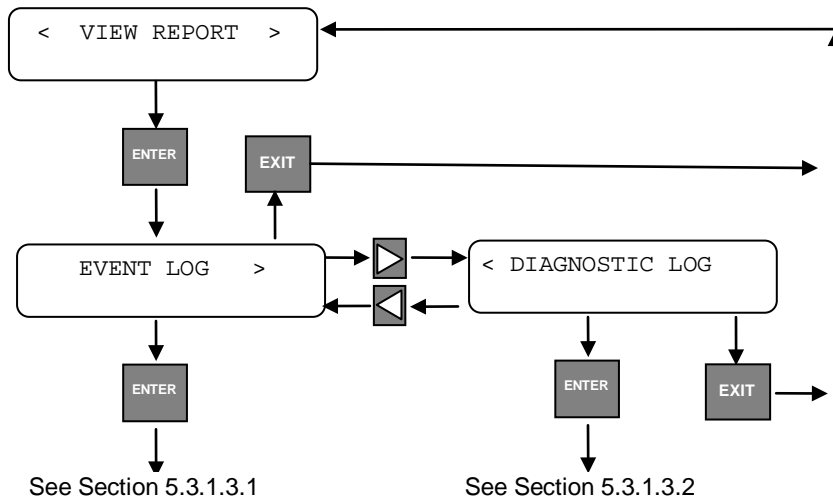 < VIEW REPORT >
ENTER
EXIT
EVENT LOG >
< DIAGNOSTIC LOG
ENTER
ENTER
EXIT
See Section 5.3.1.3.1
See Section 5.3.1.3.2